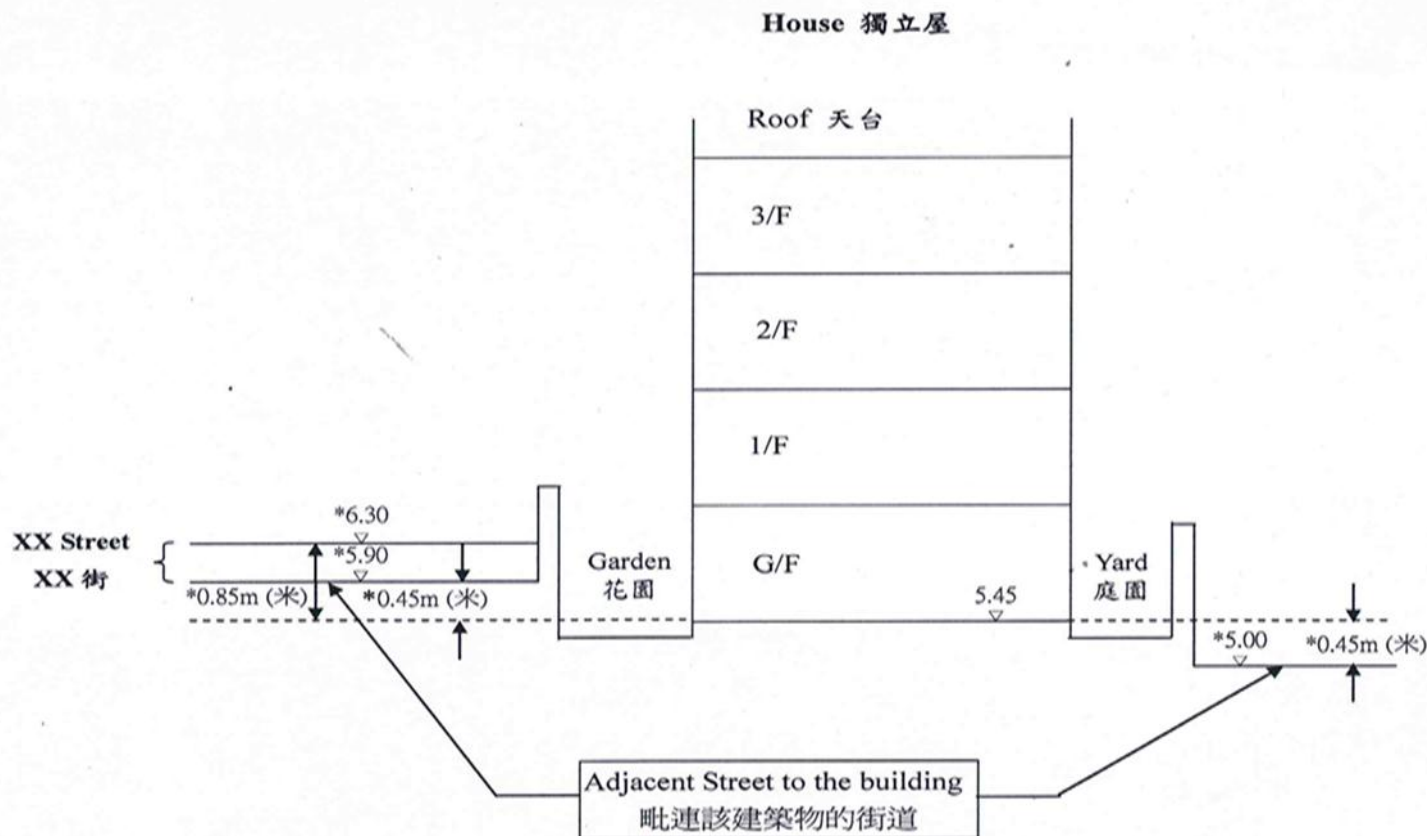 House 獨立屋
Roof 天台
3/F
2/F
1/F
*6.30
XX Street
XX 街
*5.90
Garden
花園
G/F
Yard
庭園
*0.85m (米)
*0.45m (米)
5.45
*5.00
*0.45m (米)
Adjacent Street to the building
毗連該建築物的街道